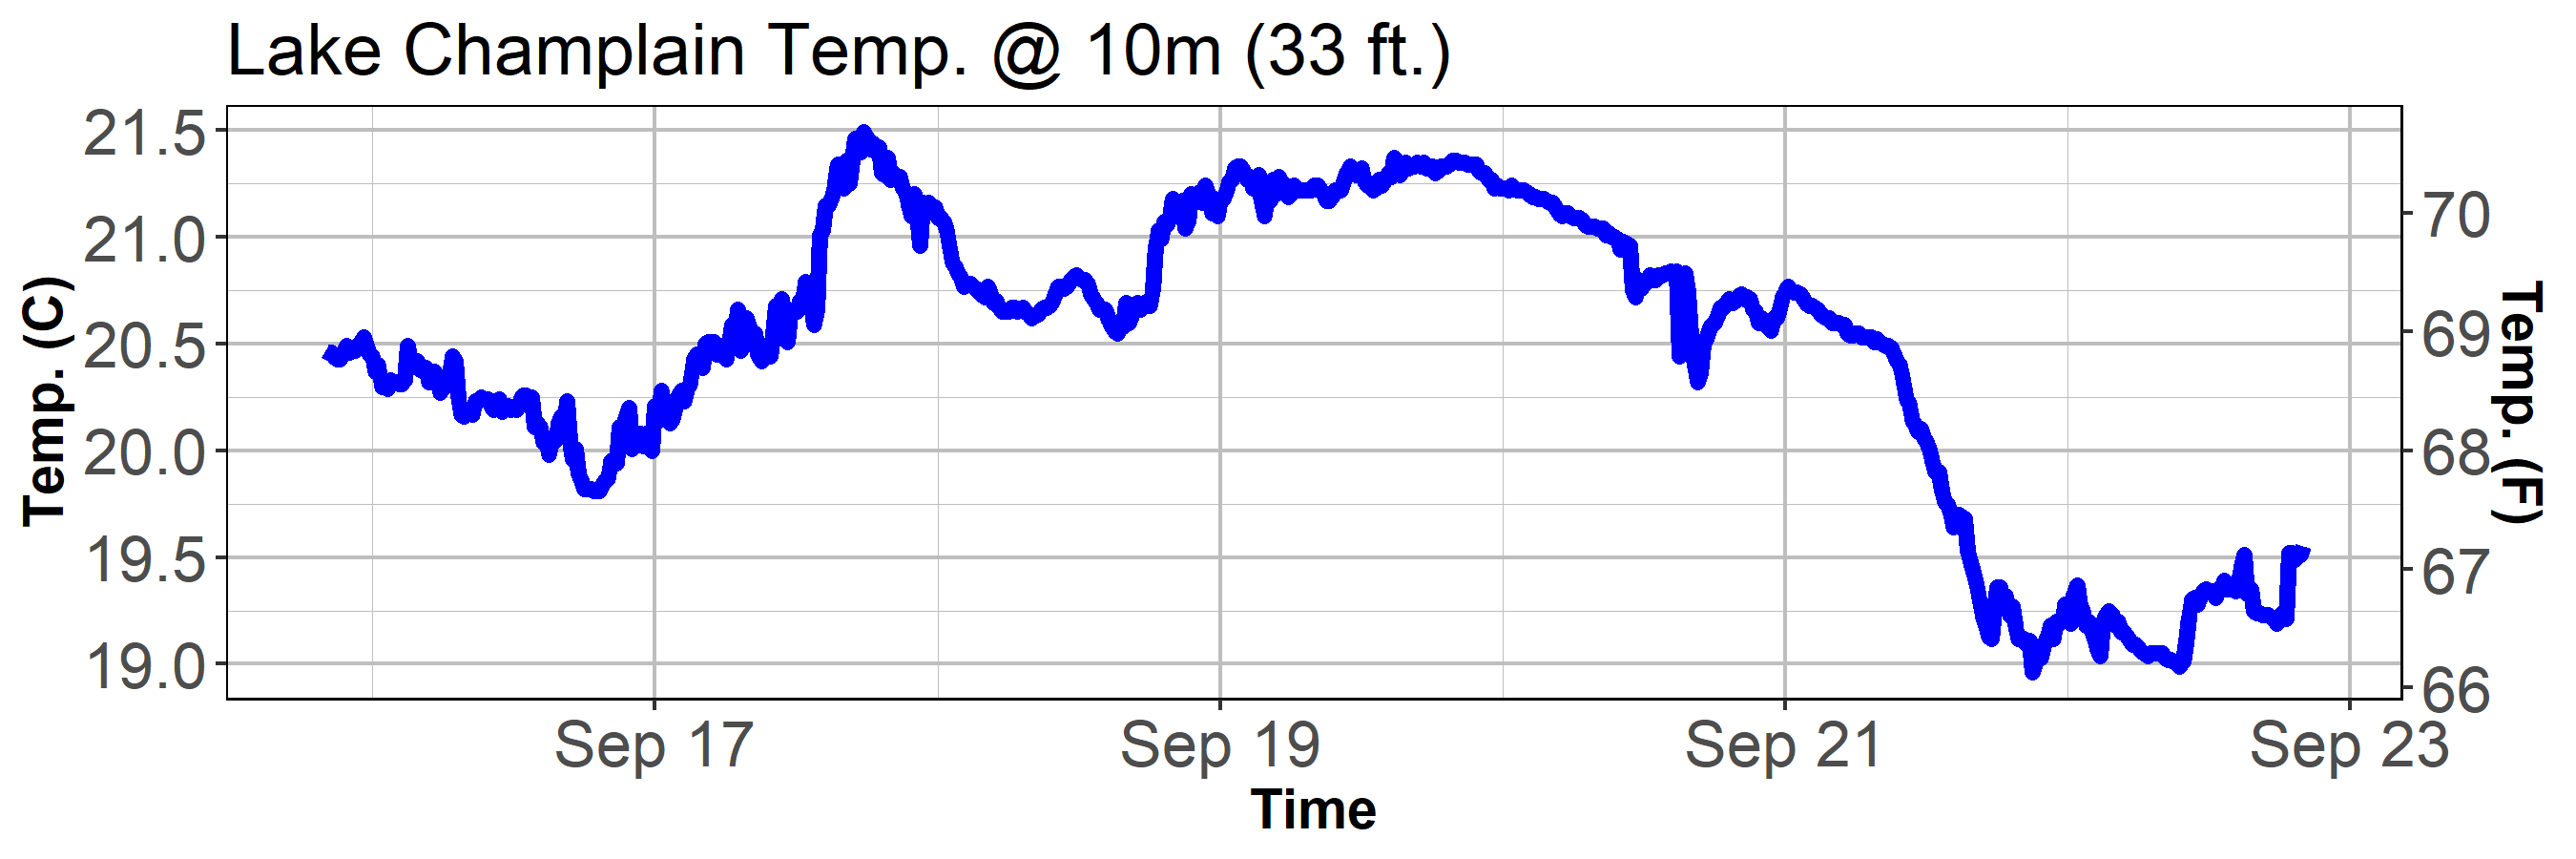 Lake Champlain Temp. @ 10m (33 ft.)
Temp. (C)
21.5
21.0
20.5
20.0
19.5
19.0
70
69
68
67
66
Temp. (F)
Sep 17 Sep 19 Sep 21 Sep 23
Time